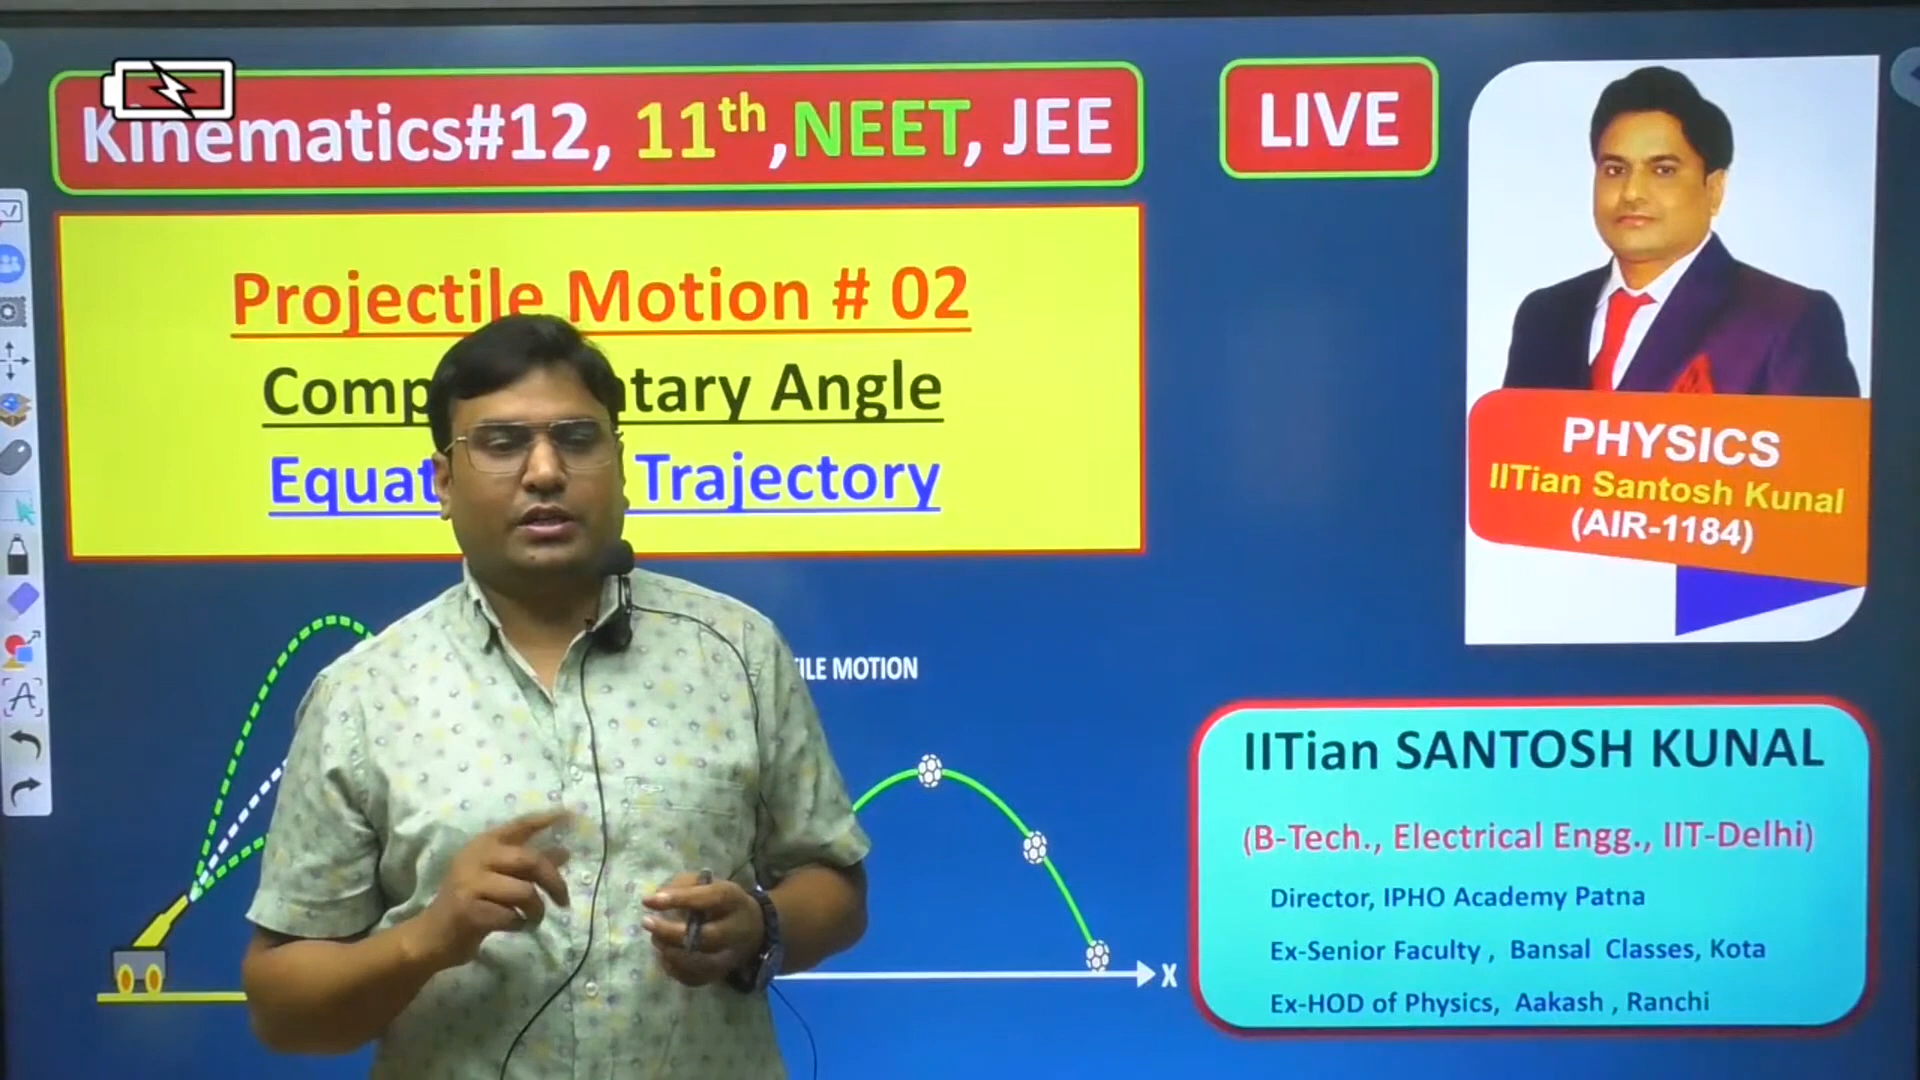 Kinematics#12, 11th,NEET, JEE
LIVE
Projectile Motion # 02
Comp ntary Angle
Equat Trajectory
PHYSICS
IITian Santosh Kunal
(AIR-1184)
ILE MOTION
X
IITian SANTOSH KUNAL
(B-Tech., Electrical Engg., IIT-Delhi)
Director, IPHO Academy Patna
Ex-Senior Faculty , Bansal Classes, Kota
Ex-HOD of Physics, Aakash , Ranchi